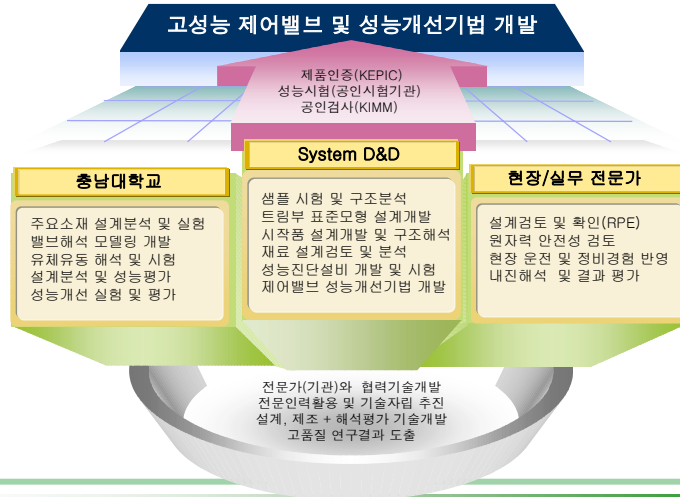 고성능 제어밸브 및 성능개선기법 개발
제품인증(KEPIC)
성능시험(공인시험기관)
공인검사(KIMM)
충남대학교
주요소재 설계분석 및 실험
밸브해석 모델링 개발
유체유동 해석 및 시험
설계분석 및 성능평가
성능개선 실험 및 평가
System D&D
샘플 시험 및 구조분석
트림부 표준모형 설계개발
시작품 설계개발 및 구조해석
재료 설계검토 및 분석
성능진단설비 개발 및 시험
제어밸브 성능개선기법 개발
현장/실무 전문가
설계검토 및 확인(RPE)
원자력 안전성 검토
현장 운전 및 정비경험 반영
내진해석 및 결과 평가
전문가(기관)와 협력기술개발
전문인력활용 및 기술자립 추진
설계, 제조 + 해석평가 기술개발
고품질 연구결과 도출